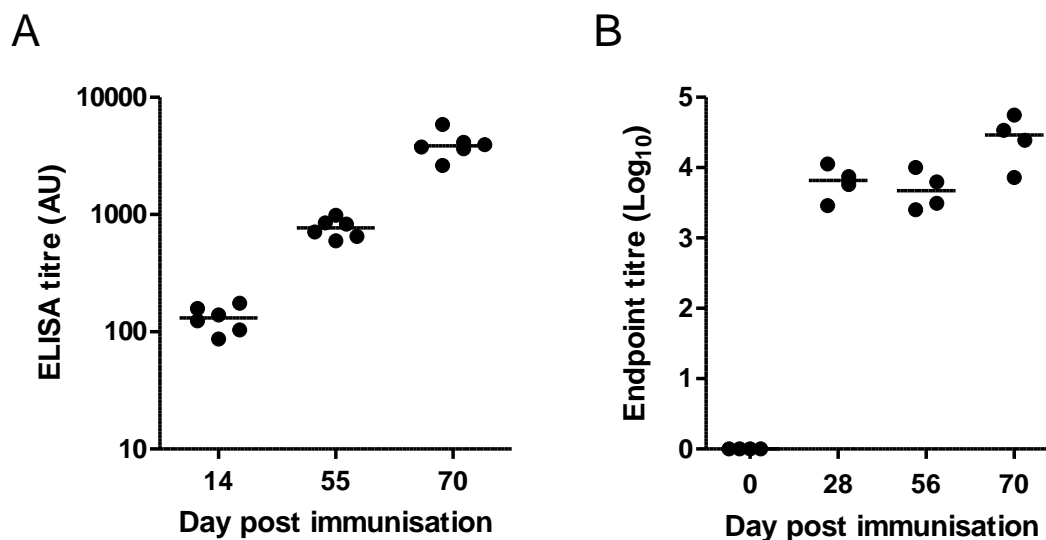 A
ELISA titre (AU)
10000
1000
100
10
14 55 70
Day post immunisation
B
Endpoint titre (Log10)
5
4
3
2
1
0
0 28 56 70
Day post immunisation